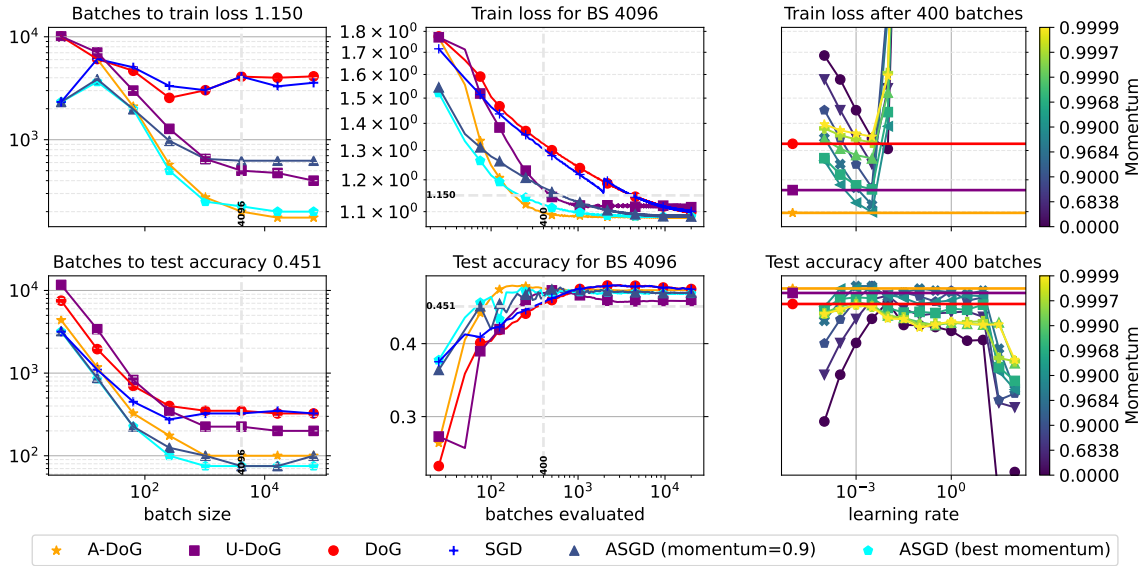 Batches to train loss 1.150
Train loss for BS 4096
Train loss after 400 batches
10⁴
10³
4096
1.8 × 10⁰
1.7 × 10⁰
1.6 × 10⁰
1.5 × 10⁰
1.4 × 10⁰
1.3 × 10⁰
1.2 × 10⁰
1.1 × 10⁰
1.150
400
0.9999
0.9997
0.9990
0.9968
0.9900
0.9684
0.9000
0.6838
0.0000
Momentum
Batches to test accuracy 0.451
Test accuracy for BS 4096
Test accuracy after 400 batches
10⁴
10³
10²
4096
10²
10⁴
batch size
0.4
0.3
0.451
400
10²
10³
10⁴
batches evaluated
10⁻³
10⁰
learning rate
0.9999
0.9997
0.9990
0.9968
0.9900
0.9684
0.9000
0.6838
0.0000
Momentum
A-DoG
U-DoG
DoG
SGD
ASGD (momentum=0.9)
ASGD (best momentum)